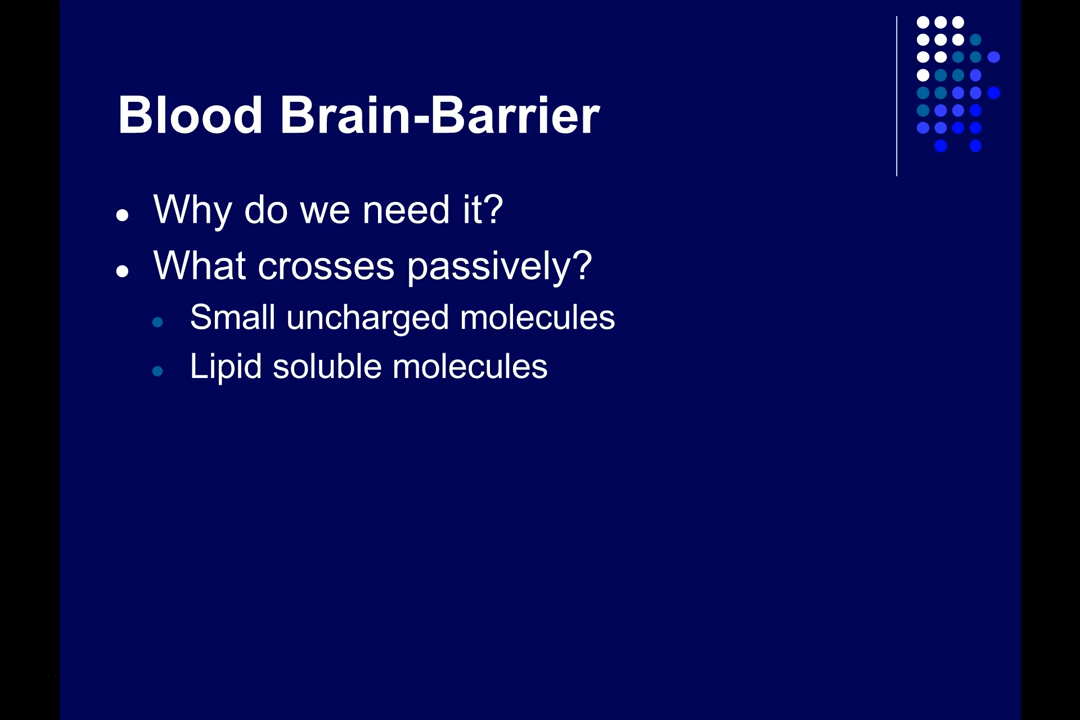 Blood Brain-Barrier
Why do we need it?
What crosses passively?
Small uncharged molecules
Lipid soluble molecules